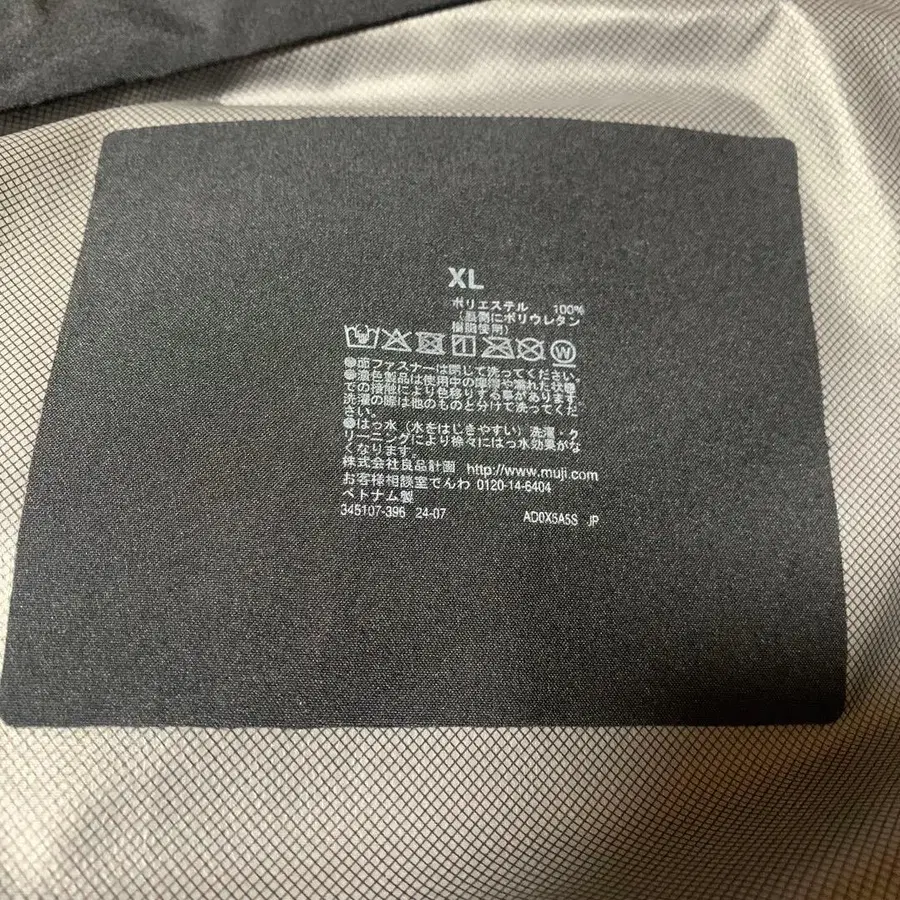 XL
ポリエステル 100%
(裏側にポリウレタン
樹脂使用)
W
●面ファスナーは閉じて洗ってください。
●濃色製品は使用中の摩擦や濡れた状態
での接触により色移りする事があります。
洗濯の際は他のものと分けて洗ってくだ
さい。
●はっ水(水をはじきやすい)洗濯・ク
リーニングにより徐々にはっ水効果がな
くなります。
株式会社良品計画 http://www.muji.com
お客様相談室でんわ 0120-14-6404
ベトナム製
345107-396 24-07 AD0X5A5S JP